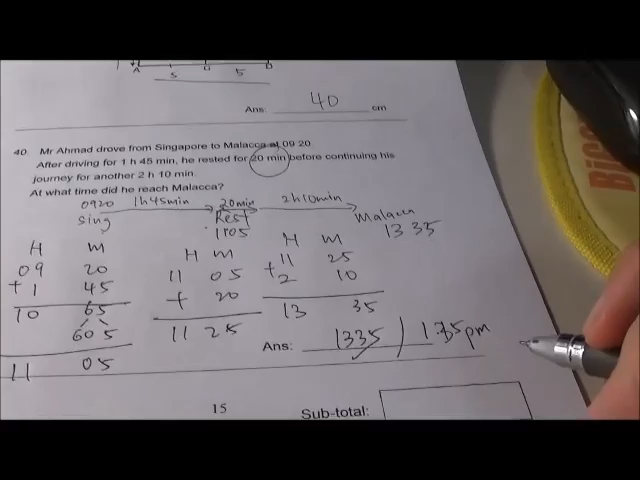 A
5
5
Ans: 40 cm
40. Mr Ahmad drove from Singapore to Malacca at 09 20
After driving for 1 h 45 min, he rested for 20 min before continuing his
journey for another 2 h 10 min.
At what time did he reach Malacca?
0920 1h45min 20min 2h10min
Sing Rest Malacca
1105 1335
H M H M H M
09 20 11 05 +11 25
+1 45 + 20 2 10
10 65 11 25 13 35
60 5
11 05
Ans: 1335 / 1.35pm
15
Sub-total: